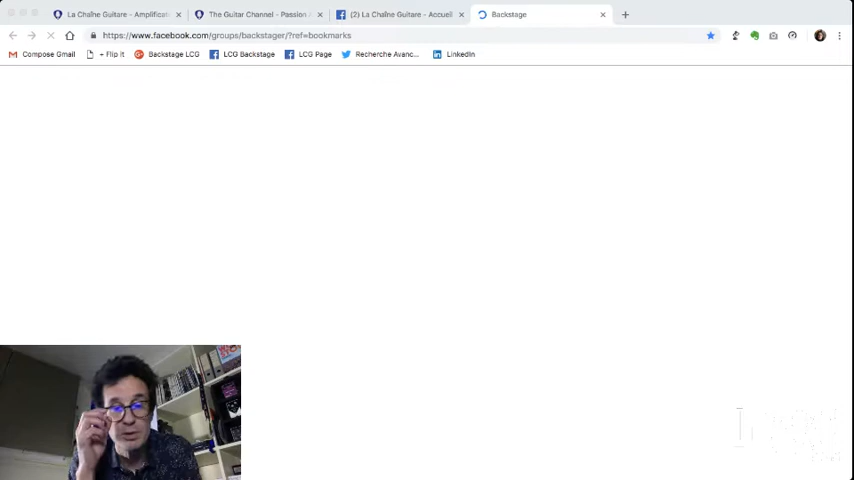 La Chaîne Guitare - Amplificat
The Guitar Channel - Passion
(2) La Chaîne Guitare - Accueil
Backstage
https://www.facebook.com/groups/backstager/?ref=bookmarks
Compose Gmail
+ Flip it
Backstage LCG
LCG Backstage
LCG Page
Recherche Avanc...
LinkedIn